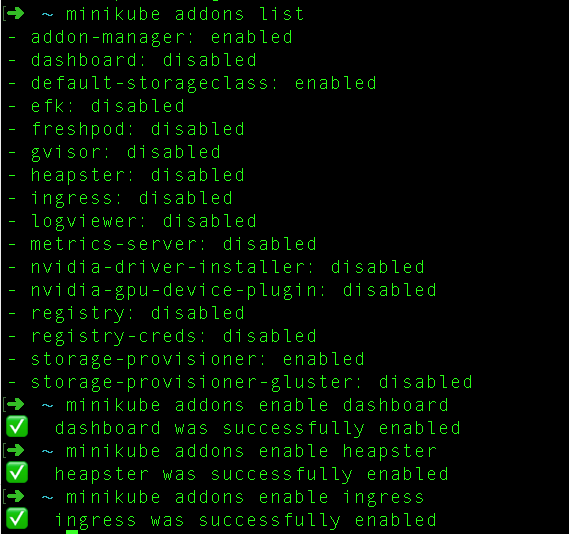 [➜ ~ minikube addons list
- addon-manager: enabled
- dashboard: disabled
- default-storageclass: enabled
- efk: disabled
- freshpod: disabled
- gvisor: disabled
- heapster: disabled
- ingress: disabled
- logviewer: disabled
- metrics-server: disabled
- nvidia-driver-installer: disabled
- nvidia-gpu-device-plugin: disabled
- registry: disabled
- registry-creds: disabled
- storage-provisioner: enabled
- storage-provisioner-gluster: disabled
[➜ ~ minikube addons enable dashboard
✅ dashboard was successfully enabled
[➜ ~ minikube addons enable heapster
✅ heapster was successfully enabled
[➜ ~ minikube addons enable ingress
✅ ingress was successfully enabled